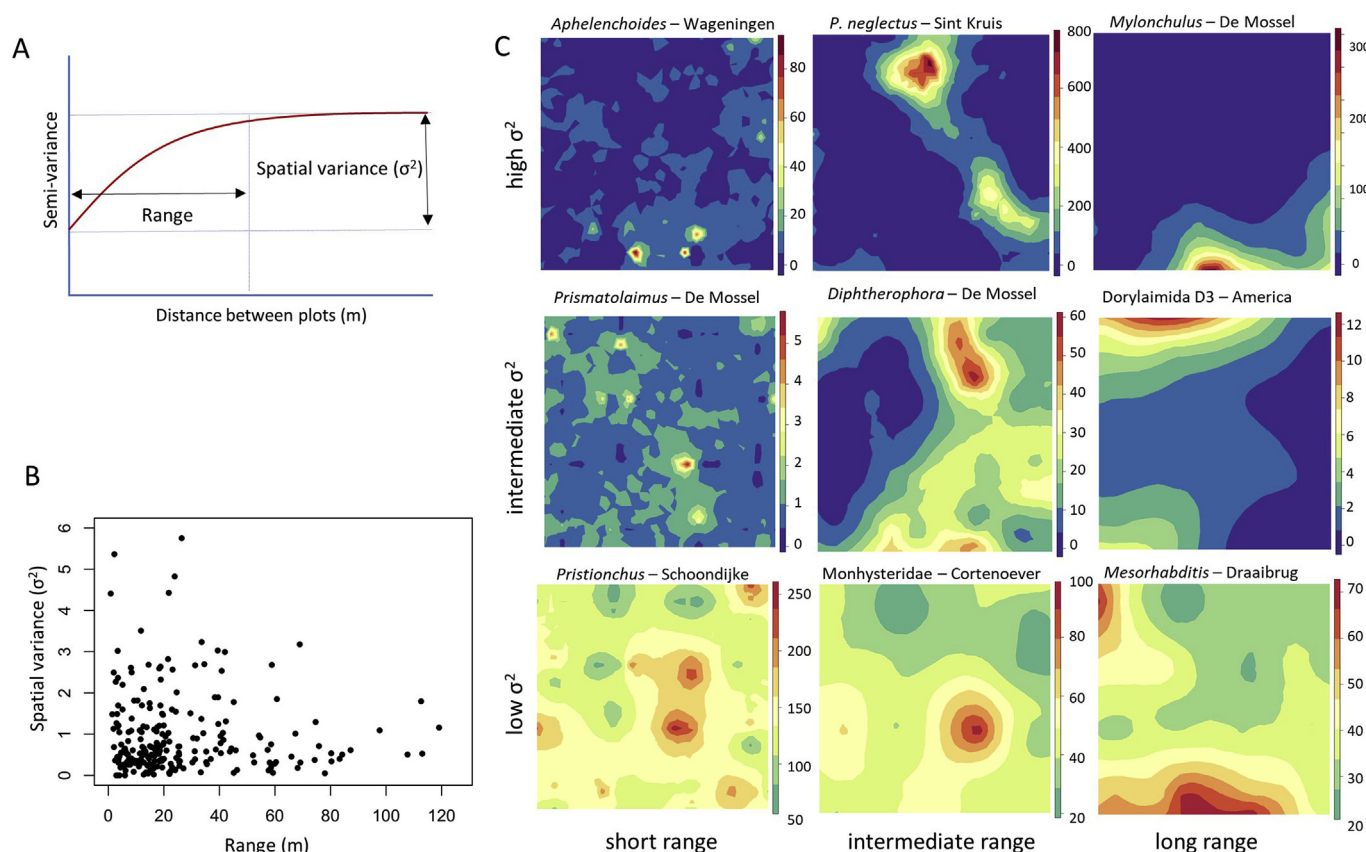 A
Semi-variance
Spatial variance (σ²)
Range
Distance between plots (m)
B
Spatial variance (σ²)
6
5
4
3
2
1
0
0 20 40 60 80 100 120
Range (m)
C
Aphelenchoides – Wageningen
P. neglectus – Sint Kruis
Mylonchulus – De Mossel
high σ²
80
60
40
20
0
800
600
400
200
0
300
200
100
0
Prismatolaimus – De Mossel
Diphtherophora – De Mossel
Dorylaimida D3 – America
intermediate σ²
5
4
3
2
1
0
60
50
40
30
20
10
0
12
10
8
6
4
2
0
Pristionchus – Schoondijke
Monhysteridae – Cortenoever
Mesorhabditis – Draaibrug
low σ²
250
200
150
100
50
100
80
60
40
20
70
60
50
40
30
20
short range
intermediate range
long range